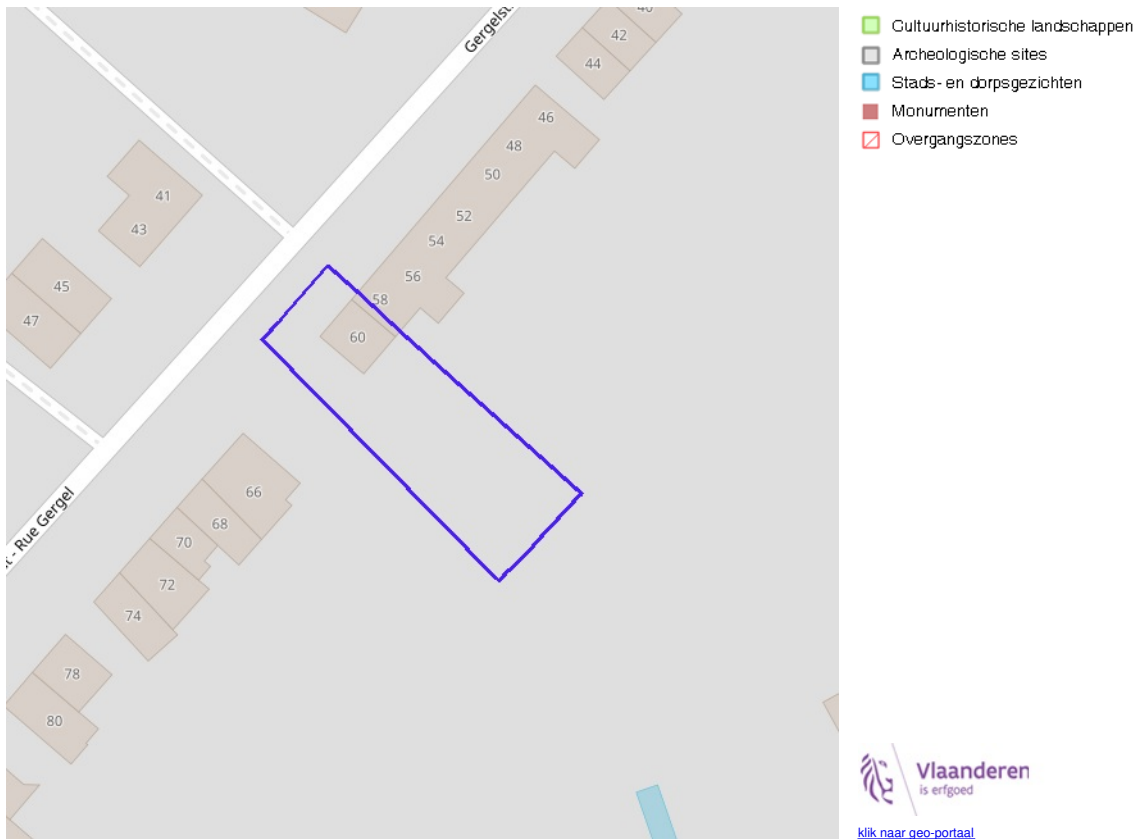 Gergelst.
40
42
44
46
48
50
52
54
56
58
60
41
43
45
47
t - Rue Gergel
66
68
70
72
74
78
80
Cultuurhistorische landschappen
Archeologische sites
Stads- en dorpsgezichten
Monumenten
Overgangszones
Vlaanderen
is erfgoed
klik naar geo-portaal